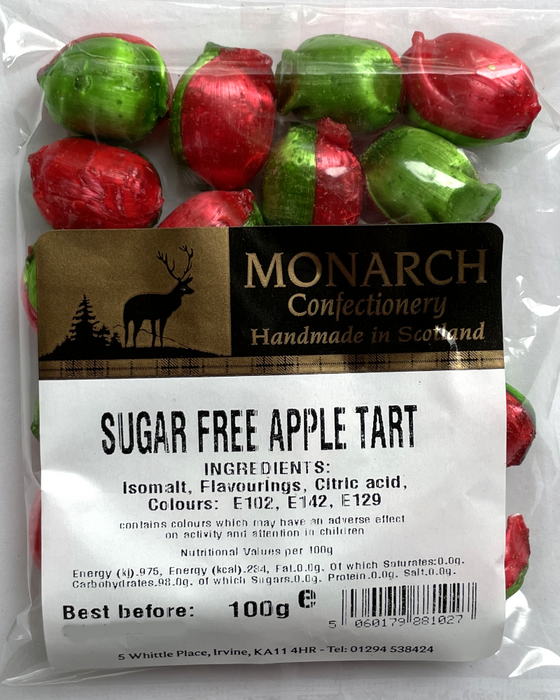 MONARCH
Confectionery
Handmade in Scotland
SUGAR FREE APPLE TART
INGREDIENTS:
Isomalt, Flavourings, Citric acid,
Colours: E102, E142, E129
contains colours which may have an adverse effect
on activity and attention in children
Nutritional Values per 100g
Energy (kj).975, Energy (kcal).234, Fat.0.0g. Of which Saturates:0.0g.
Carbohydrates.98.0g. of which Sugars.0.0g. Protein.0.0g. Salt.0.0g.
Best before: 100g e
5 060179 881027
5 Whittle Place, Irvine, KA11 4HR - Tel: 01294 538424